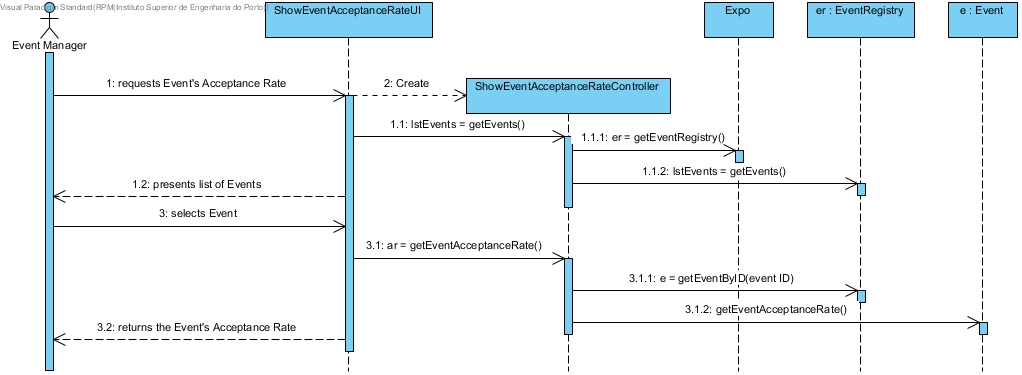 Visual Paradigm Standard(RPM(Instituto Superior de Engenharia do Porto))
ShowEventAcceptanceRateUI
Expo
er : EventRegistry
e : Event
Event Manager
1: requests Event's Acceptance Rate
2: Create
ShowEventAcceptanceRateController
1.1: lstEvents = getEvents()
1.1.1: er = getEventRegistry()
1.1.2: lstEvents = getEvents()
1.2: presents list of Events
3: selects Event
3.1: ar = getEventAcceptanceRate()
3.1.1: e = getEventByID(event ID)
3.1.2: getEventAcceptanceRate()
3.2: returns the Event's Acceptance Rate